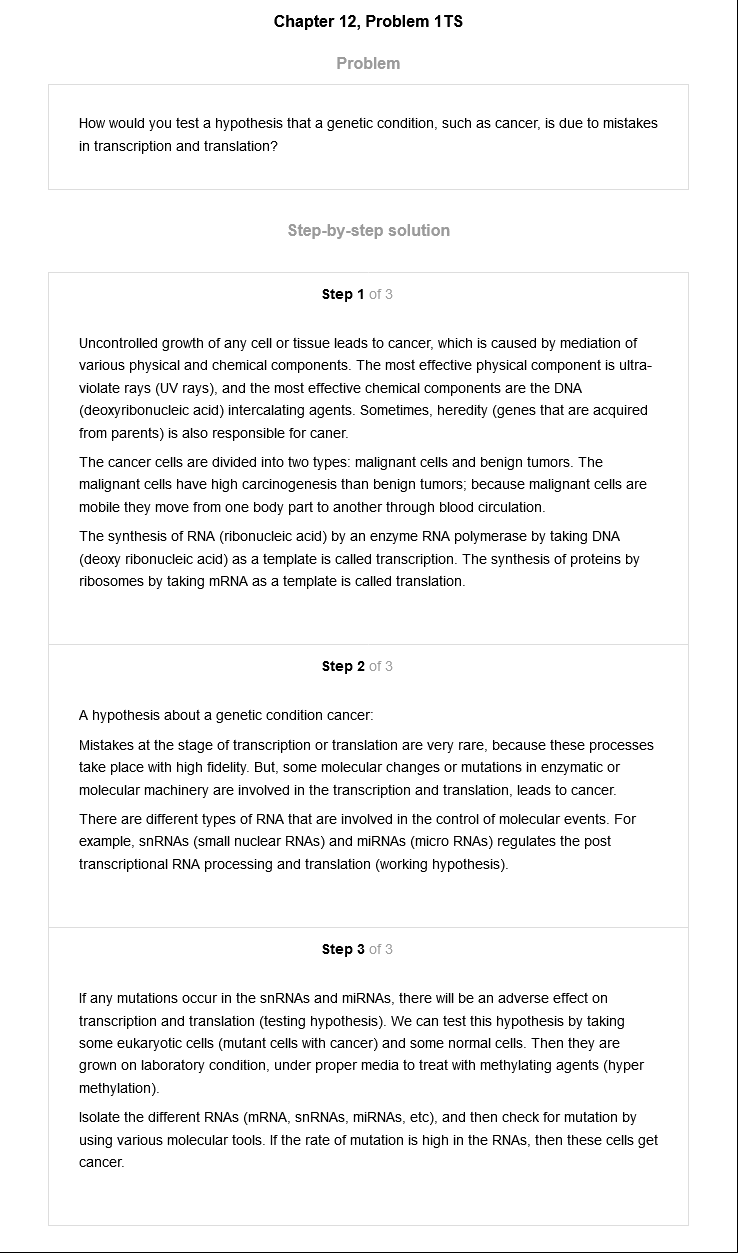 Chapter 12, Problem 1TS
Problem
How would you test a hypothesis that a genetic condition, such as cancer, is due to mistakes
in transcription and translation?
Step-by-step solution
Step 1 of 3
Uncontrolled growth of any cell or tissue leads to cancer, which is caused by mediation of
various physical and chemical components. The most effective physical component is ultra-
violate rays (UV rays), and the most effective chemical components are the DNA
(deoxyribonucleic acid) intercalating agents. Sometimes, heredity (genes that are acquired
from parents) is also responsible for caner.
The cancer cells are divided into two types: malignant cells and benign tumors. The
malignant cells have high carcinogenesis than benign tumors; because malignant cells are
mobile they move from one body part to another through blood circulation.
The synthesis of RNA (ribonucleic acid) by an enzyme RNA polymerase by taking DNA
(deoxy ribonucleic acid) as a template is called transcription. The synthesis of proteins by
ribosomes by taking mRNA as a template is called translation.
Step 2 of 3
A hypothesis about a genetic condition cancer:
Mistakes at the stage of transcription or translation are very rare, because these processes
take place with high fidelity. But, some molecular changes or mutations in enzymatic or
molecular machinery are involved in the transcription and translation, leads to cancer.
There are different types of RNA that are involved in the control of molecular events. For
example, snRNAs (small nuclear RNAs) and miRNAs (micro RNAs) regulates the post
transcriptional RNA processing and translation (working hypothesis).
Step 3 of 3
If any mutations occur in the snRNAs and miRNAs, there will be an adverse effect on
transcription and translation (testing hypothesis). We can test this hypothesis by taking
some eukaryotic cells (mutant cells with cancer) and some normal cells. Then they are
grown on laboratory condition, under proper media to treat with methylating agents (hyper
methylation).
Isolate the different RNAs (mRNA, snRNAs, miRNAs, etc), and then check for mutation by
using various molecular tools. If the rate of mutation is high in the RNAs, then these cells get
cancer.